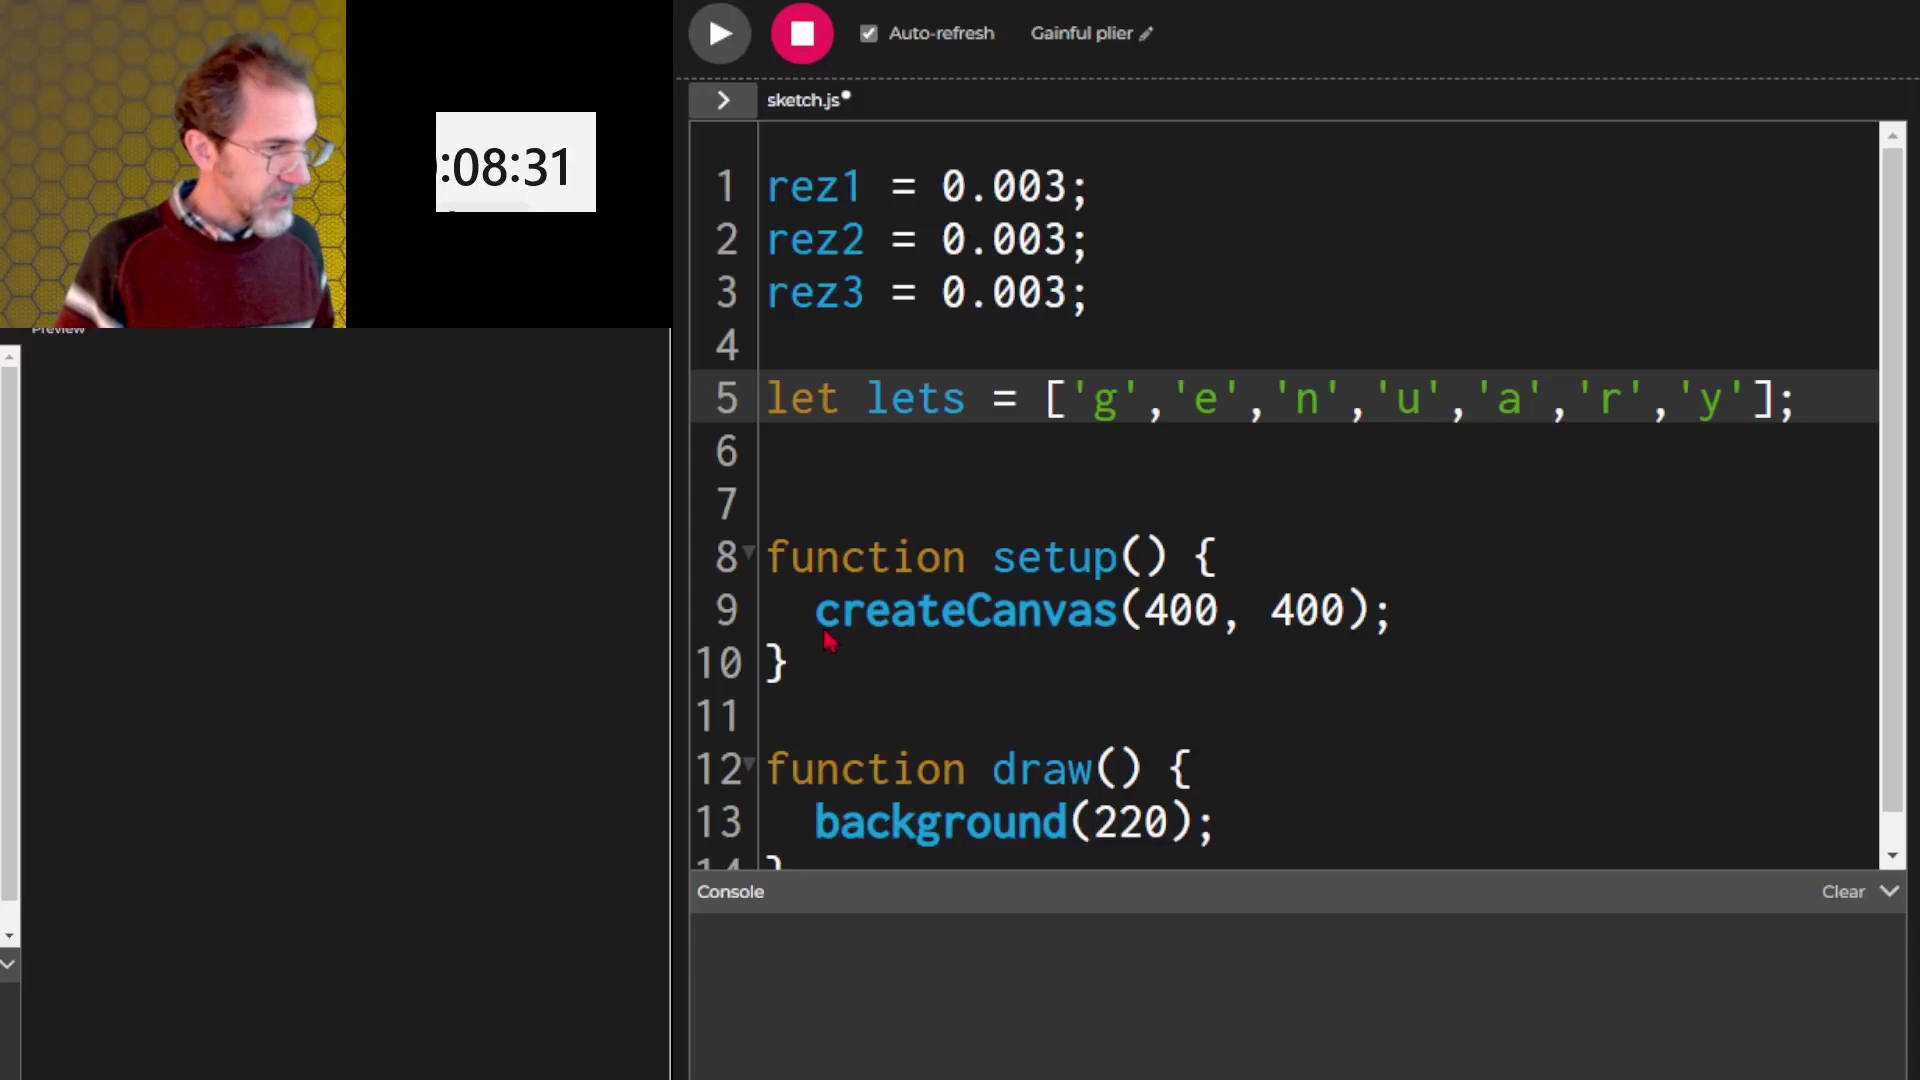 Auto-refresh
Gainful plier
sketch.js
:08:31
Preview
1 rez1 = 0.003;
2 rez2 = 0.003;
3 rez3 = 0.003;
4
5 let lets = ['g','e','n','u','a','r','y'];
6
7
8 function setup() {
9 createCanvas(400, 400);
10 }
11
12 function draw() {
13 background(220);
14 }
Console
Clear